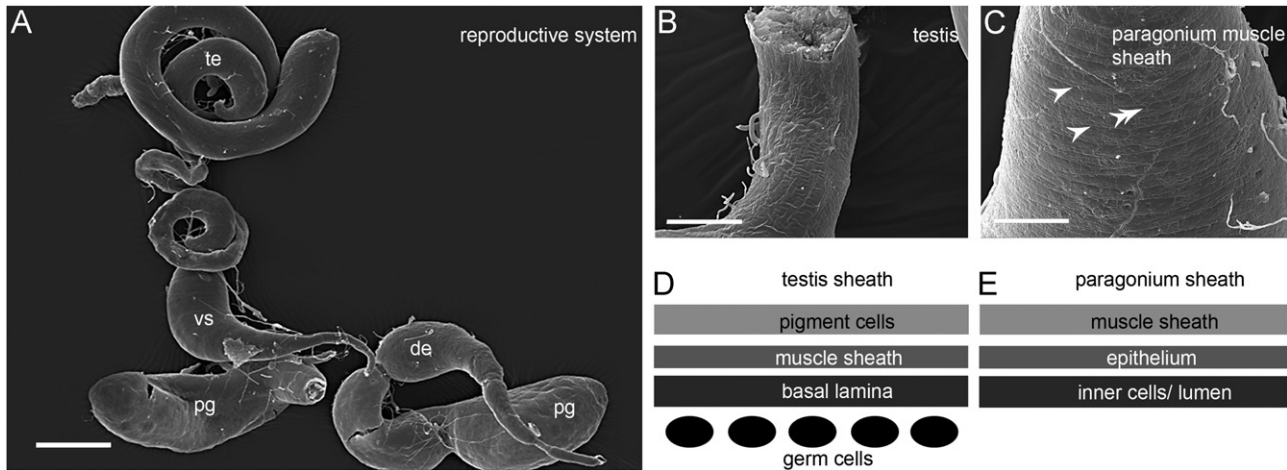 A
reproductive system
te
vs
de
pg
pg
B
testis
C
paragonium muscle
sheath
D
testis sheath
pigment cells
muscle sheath
basal lamina
germ cells
E
paragonium sheath
muscle sheath
epithelium
inner cells/ lumen